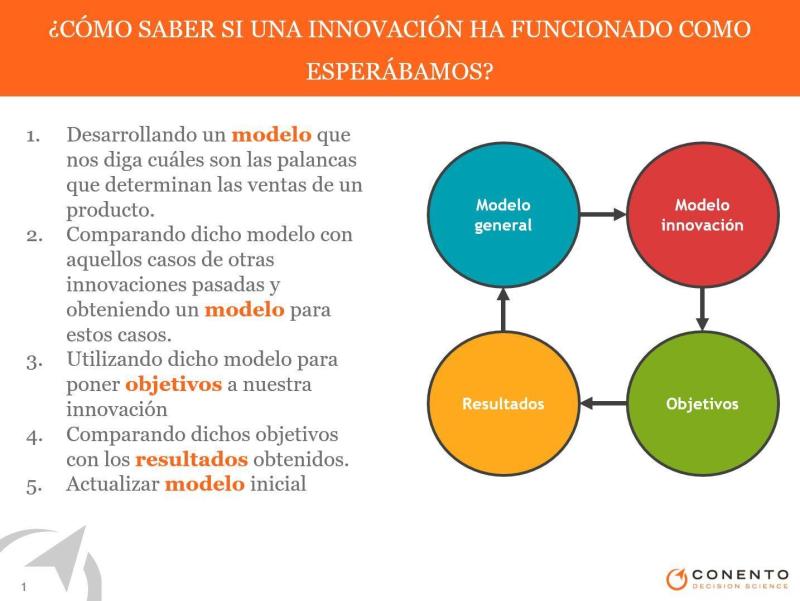 ¿CÓMO SABER SI UNA INNOVACIÓN HA FUNCIONADO COMO
ESPERÁBAMOS?
1. Desarrollando un modelo que
nos diga cuáles son las palancas
que determinan las ventas de un
producto.
2. Comparando dicho modelo con
aquellos casos de otras
innovaciones pasadas y
obteniendo un modelo para
estos casos.
3. Utilizando dicho modelo para
poner objetivos a nuestra
innovación
4. Comparando dichos objetivos
con los resultados obtenidos.
5. Actualizar modelo inicial
Modelo
general
Modelo
innovación
Resultados
Objetivos
1
CONENTO
DECISION SCIENCE